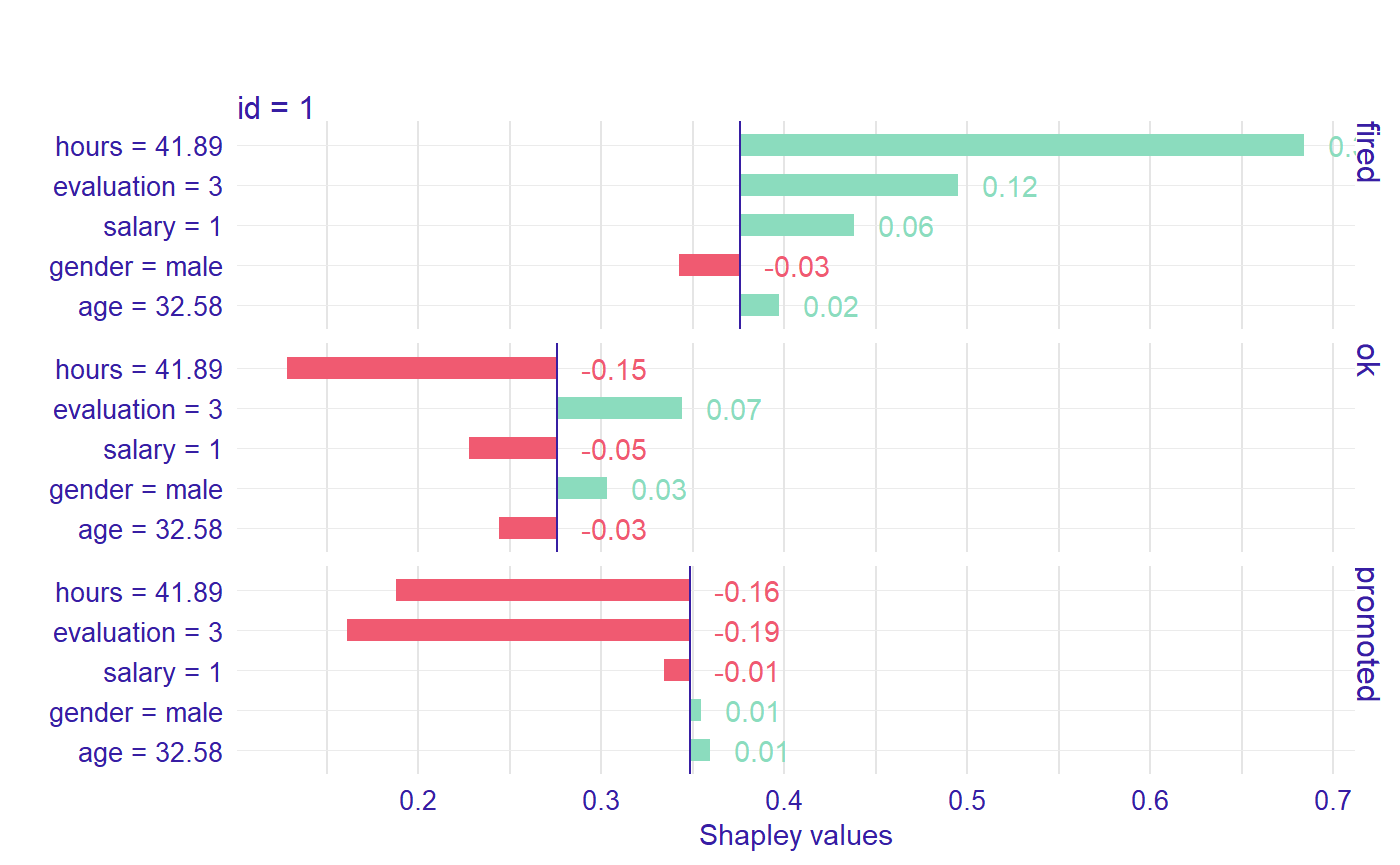 id = 1
fired
hours = 41.89
evaluation = 3 0.12
salary = 1 0.06
gender = male -0.03
age = 32.58 0.02
ok
hours = 41.89 -0.15
evaluation = 3 0.07
salary = 1 -0.05
gender = male 0.03
age = 32.58 -0.03
promoted
hours = 41.89 -0.16
evaluation = 3 -0.19
salary = 1 -0.01
gender = male 0.01
age = 32.58 0.01
0.2 0.3 0.4 0.5 0.6 0.7
Shapley values